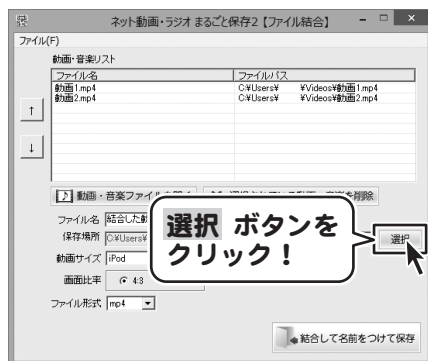 ネット動画・ラジオ まるごと保存2【ファイル結合】
ファイル(F)
動画・音楽リスト
ファイル名 ファイルパス
動画1.mp4 C:¥Users¥ ¥Videos¥動画1.mp4
動画2.mp4 C:¥Users¥ ¥Videos¥動画2.mp4
↑
↓
動画・音楽ファイル
を削除
選択 ボタンを
クリック！
ファイル名 結合した動
保存場所 C:¥Users¥
選択
動画サイズ iPod
画面比率 4:3
ファイル形式 mp4
結合して名前をつけて保存